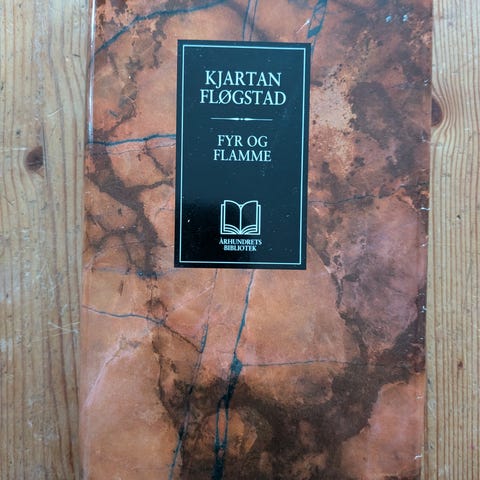 KJARTAN
FLØGSTAD
FYR OG
FLAMME
ÅRHUNDRETS
BIBLIOTEK